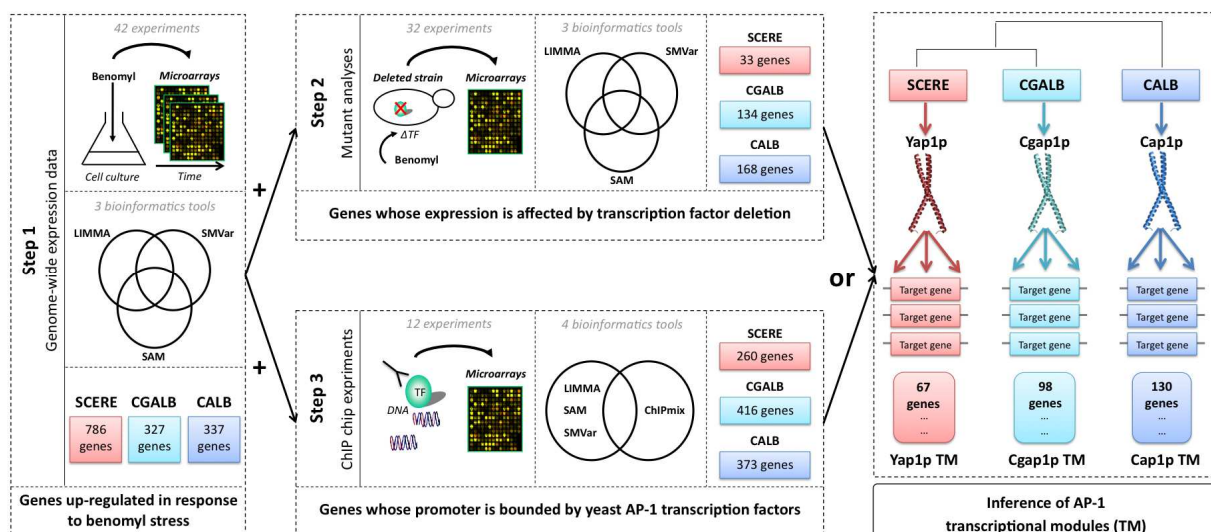 Step 1
Genome-wide expression data
42 experiments
Benomyl
Microarrays
Cell culture
Time
3 bioinformatics tools
LIMMA
SMVar
SAM
SCERE
786
genes
CGALB
327
genes
CALB
337
genes
Genes up-regulated in response
to benomyl stress
+
+
Step 2
Mutant analyses
32 experiments
Deleted strain
Microarrays
ΔTF
Benomyl
3 bioinformatics tools
LIMMA
SMVar
SAM
SCERE
33 genes
CGALB
134 genes
CALB
168 genes
Genes whose expression is affected by transcription factor deletion
Step 3
ChIP chip experiments
12 experiments
TF
DNA
Microarrays
4 bioinformatics tools
LIMMA
SAM
SMVar
ChIPmix
SCERE
260 genes
CGALB
416 genes
CALB
373 genes
Genes whose promoter is bounded by yeast AP-1 transcription factors
or
SCERE
CGALB
CALB
Yap1p
Cgap1p
Cap1p
Target gene
Target gene
Target gene
Target gene
Target gene
Target gene
Target gene
Target gene
Target gene
67
genes
...
...
98
genes
...
...
130
genes
...
...
Yap1p TM
Cgap1p TM
Cap1p TM
Inference of AP-1
transcriptional modules (TM)